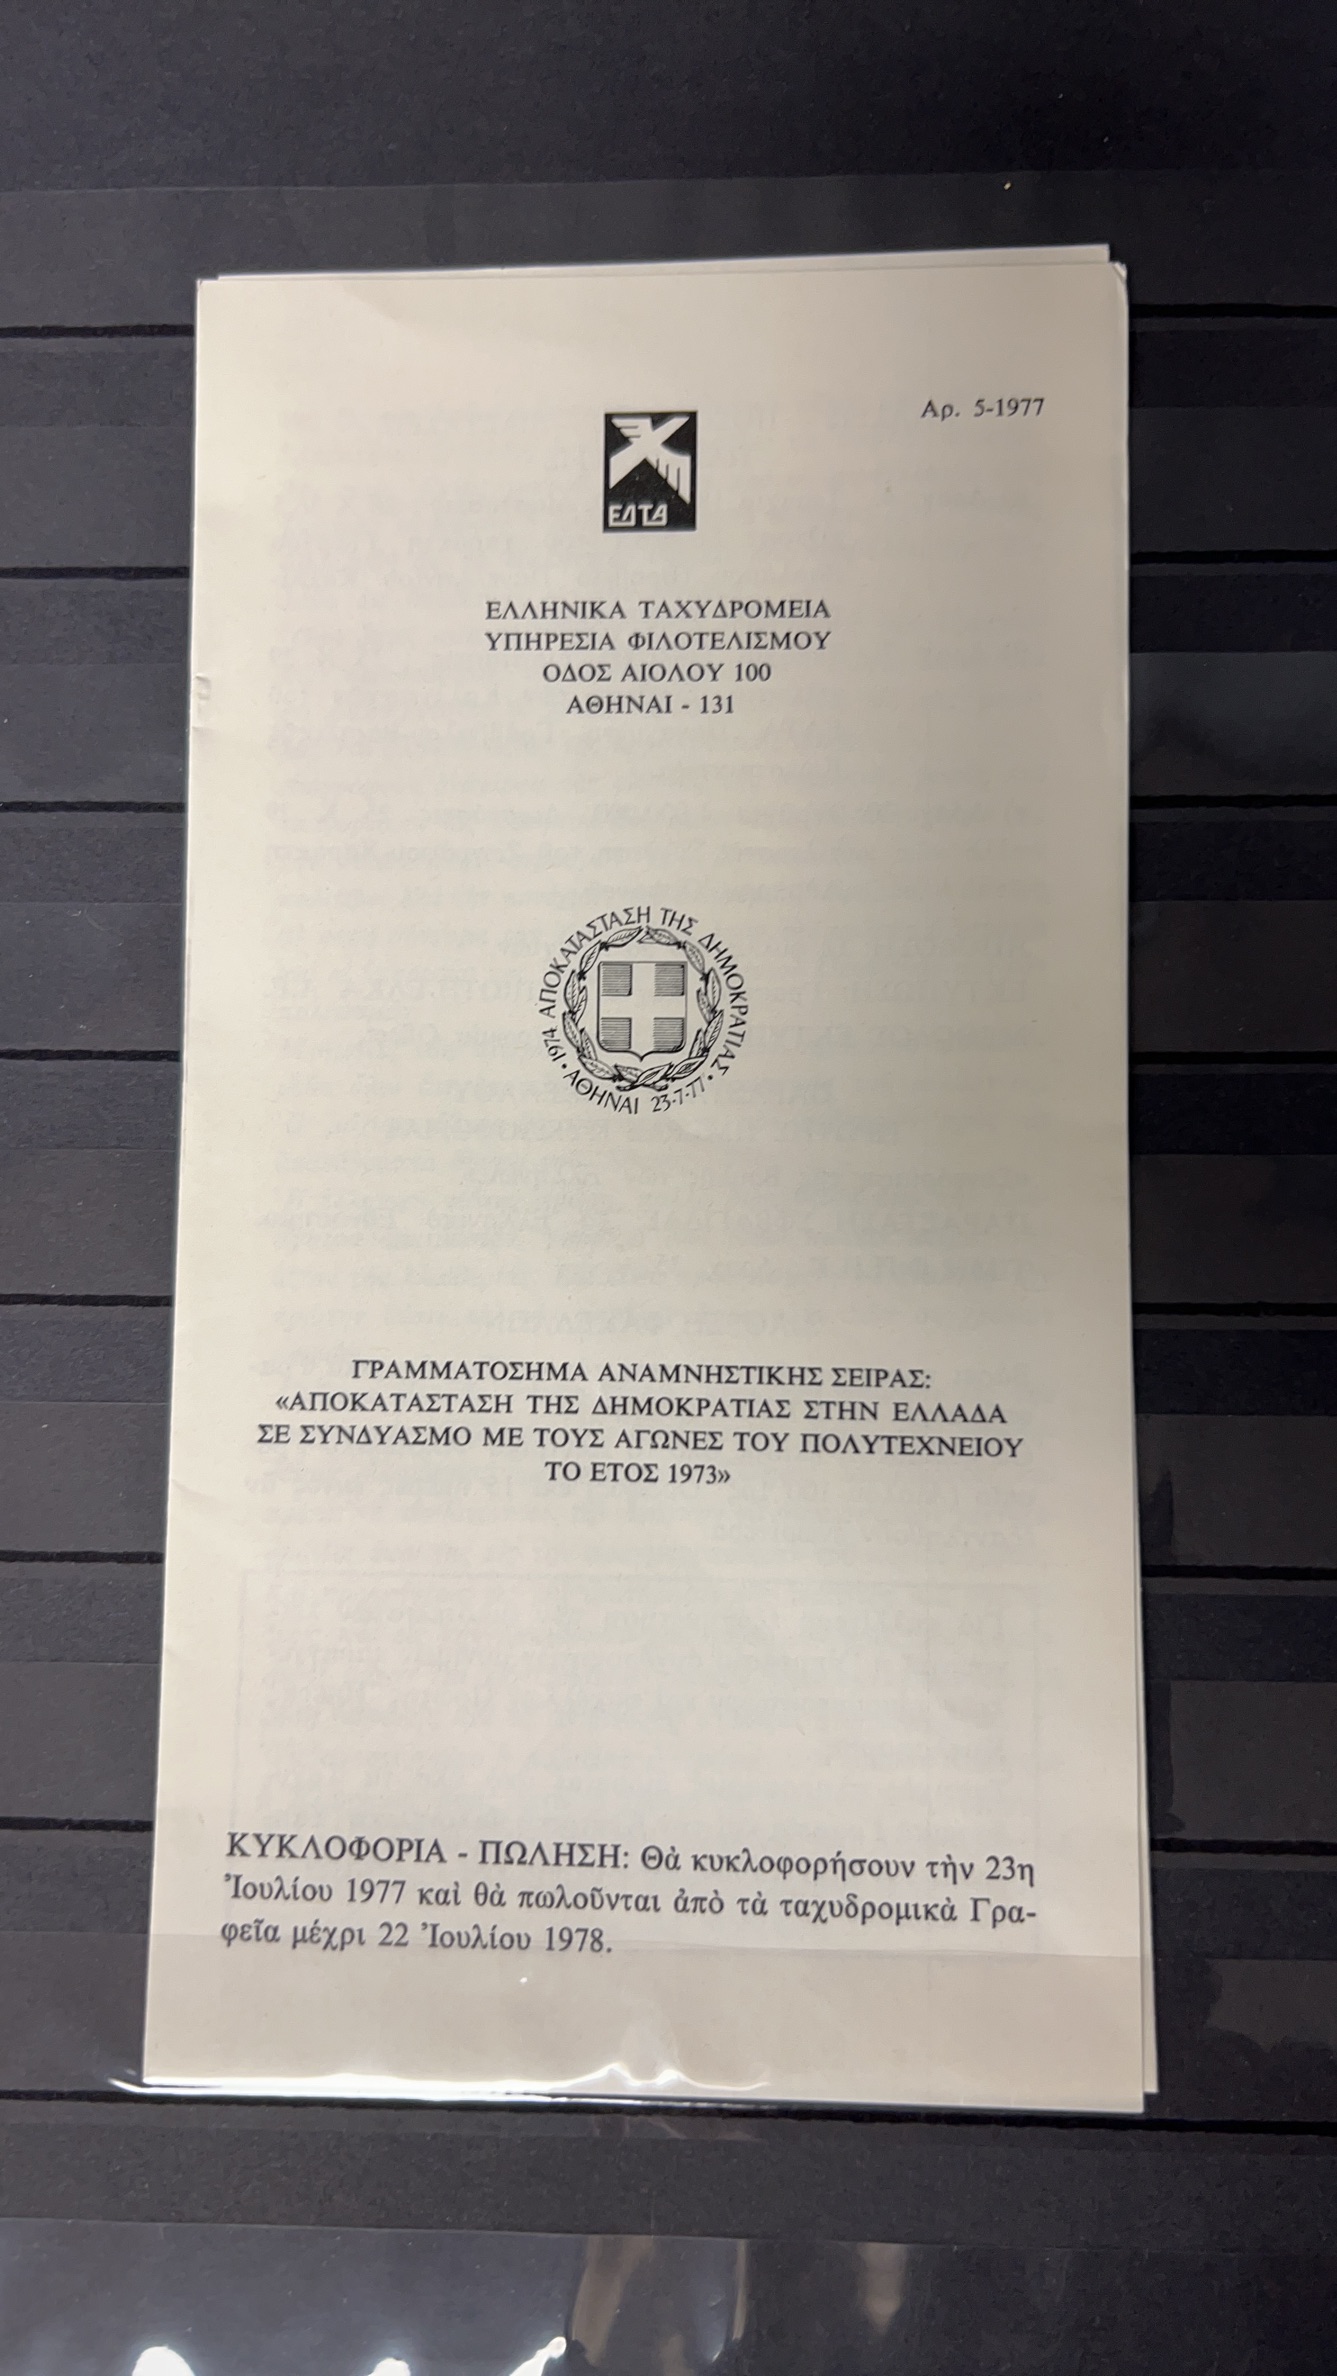 Αρ. 5-1977
ΕΛΤΑ
ΕΛΛΗΝΙΚΑ ΤΑΧΥΔΡΟΜΕΙΑ
ΥΠΗΡΕΣΙΑ ΦΙΛΟΤΕΛΙΣΜΟΥ
ΟΔΟΣ ΑΙΟΛΟΥ 100
ΑΘΗΝΑΙ - 131
1974 ΑΠΟΚΑΤΑΣΤΑΣΗ ΤΗΣ ΔΗΜΟΚΡΑΤΙΑΣ
· ΑΘΗΝΑΙ 23·7·77 ·
ΓΡΑΜΜΑΤΟΣΗΜΑ ΑΝΑΜΝΗΣΤΙΚΗΣ ΣΕΙΡΑΣ:
«ΑΠΟΚΑΤΑΣΤΑΣΗ ΤΗΣ ΔΗΜΟΚΡΑΤΙΑΣ ΣΤΗΝ ΕΛΛΑΔΑ
ΣΕ ΣΥΝΔΥΑΣΜΟ ΜΕ ΤΟΥΣ ΑΓΩΝΕΣ ΤΟΥ ΠΟΛΥΤΕΧΝΕΙΟΥ
ΤΟ ΕΤΟΣ 1973»
ΚΥΚΛΟΦΟΡΙΑ - ΠΩΛΗΣΗ: Θὰ κυκλοφορήσουν τὴν 23η
Ἰουλίου 1977 καὶ θὰ πωλοῦνται ἀπὸ τὰ ταχυδρομικὰ Γρα-
φεῖα μέχρι 22 Ἰουλίου 1978.